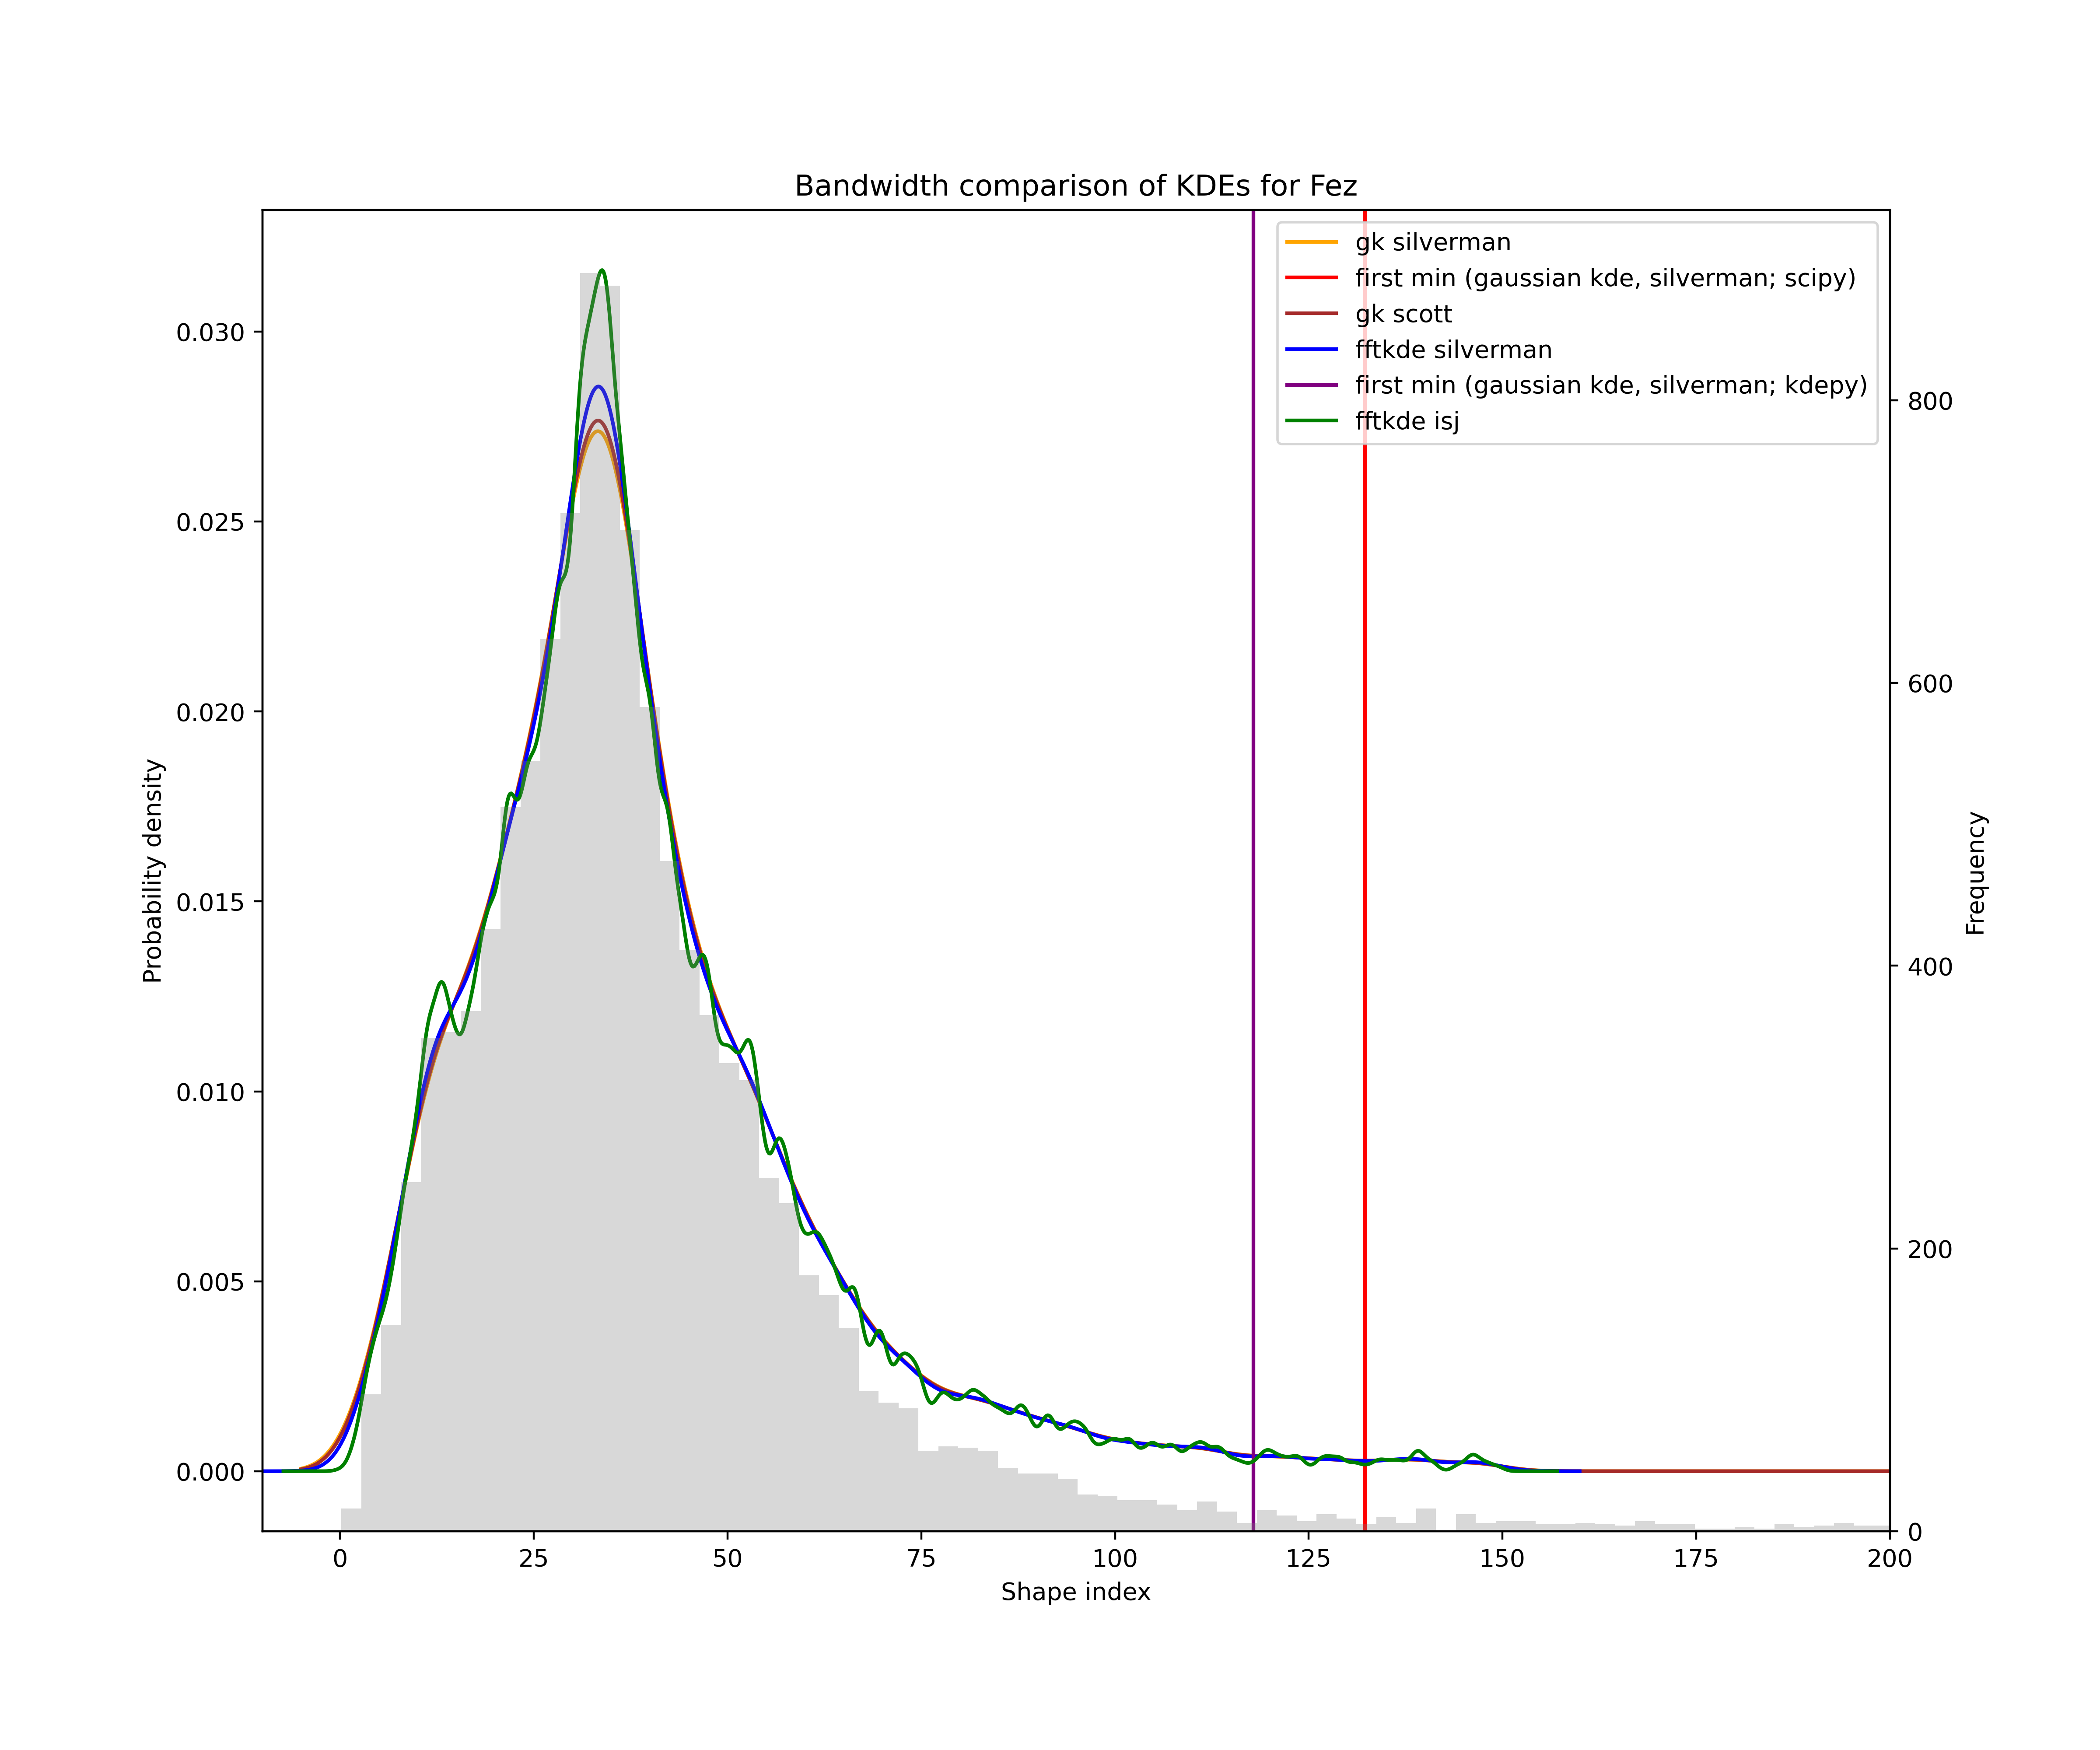 Bandwidth comparison of KDEs for Fez
gk silverman
first min (gaussian kde, silverman; scipy)
gk scott
fftkde silverman
first min (gaussian kde, silverman; kdepy)
fftkde isj
0.030
0.025
0.020
0.015
0.010
0.005
0.000
Probability density
800
600
400
200
0
Frequency
0 25 50 75 100 125 150 175 200
Shape index